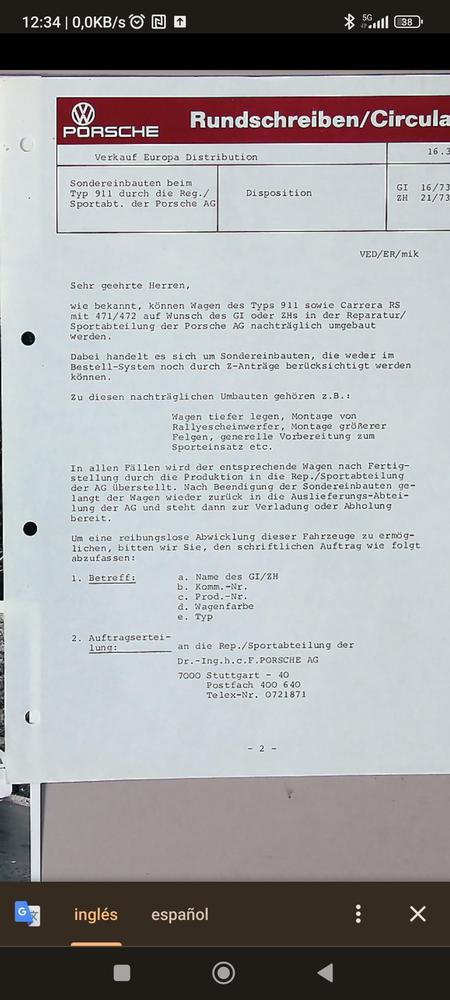 12:34 | 0,0KB/s 5G 38
PORSCHE Rundschreiben/Circula
Verkauf Europa Distribution 16.3
Sondereinbauten beim
Typ 911 durch die Reg./
Sportabt. der Porsche AG
Disposition
GI 16/73
ZH 21/73
VED/ER/mik
Sehr geehrte Herren,
wie bekannt, können Wagen des Typs 911 sowie Carrera RS
mit 471/472 auf Wunsch des GI oder ZHs in der Reparatur/
Sportabteilung der Porsche AG nachträglich umgebaut
werden.
Dabei handelt es sich um Sondereinbauten, die weder im
Bestell-System noch durch Z-Anträge berücksichtigt werden
können.
Zu diesen nachträglichen Umbauten gehören z.B.:
Wagen tiefer legen, Montage von
Rallyescheinwerfer, Montage größerer
Felgen, generelle Vorbereitung zum
Sporteinsatz etc.
In allen Fällen wird der entsprechende Wagen nach Fertig-
stellung durch die Produktion in die Rep./Sportabteilung
der AG überstellt. Nach Beendigung der Sondereinbauten ge-
langt der Wagen wieder zurück in die Auslieferungs-Abtei-
lung der AG und steht dann zur Verladung oder Abholung
bereit.
Um eine reibungslose Abwicklung dieser Fahrzeuge zu ermög-
lichen, bitten wir Sie, den schriftlichen Auftrag wie folgt
abzufassen:
1. Betreff: a. Name des GI/ZH
b. Komm.-Nr.
c. Prod.-Nr.
d. Wagenfarbe
e. Typ
2. Auftragsertei-
lung: an die Rep./Sportabteilung der
Dr.-Ing.h.c.F.PORSCHE AG
7000 Stuttgart - 40
Postfach 400 640
Telex-Nr. 0721871
- 2 -
inglés español